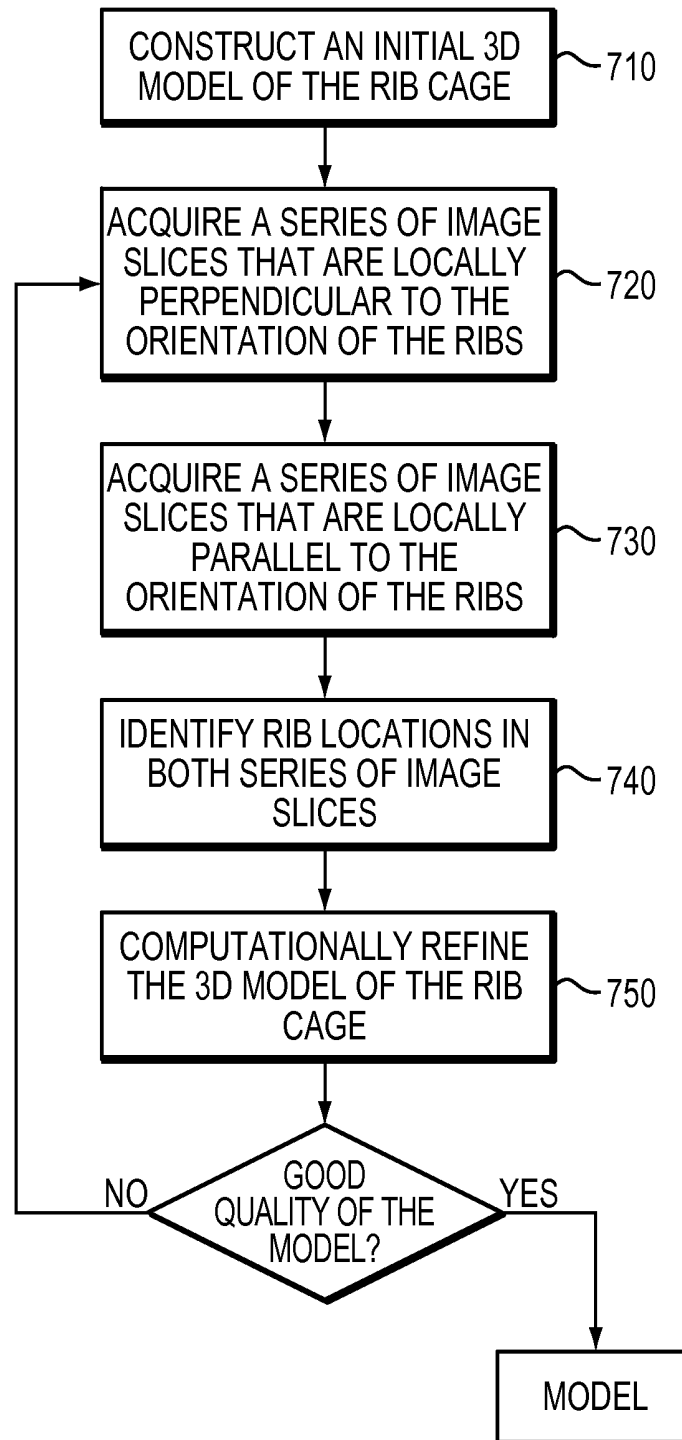 CONSTRUCT AN INITIAL 3D
MODEL OF THE RIB CAGE
710
ACQUIRE A SERIES OF IMAGE
SLICES THAT ARE LOCALLY
PERPENDICULAR TO THE
ORIENTATION OF THE RIBS
720
ACQUIRE A SERIES OF IMAGE
SLICES THAT ARE LOCALLY
PARALLEL TO THE
ORIENTATION OF THE RIBS
730
IDENTIFY RIB LOCATIONS IN
BOTH SERIES OF IMAGE
SLICES
740
COMPUTATIONALLY REFINE
THE 3D MODEL OF THE RIB
CAGE
750
NO
GOOD
QUALITY OF THE
MODEL?
YES
MODEL